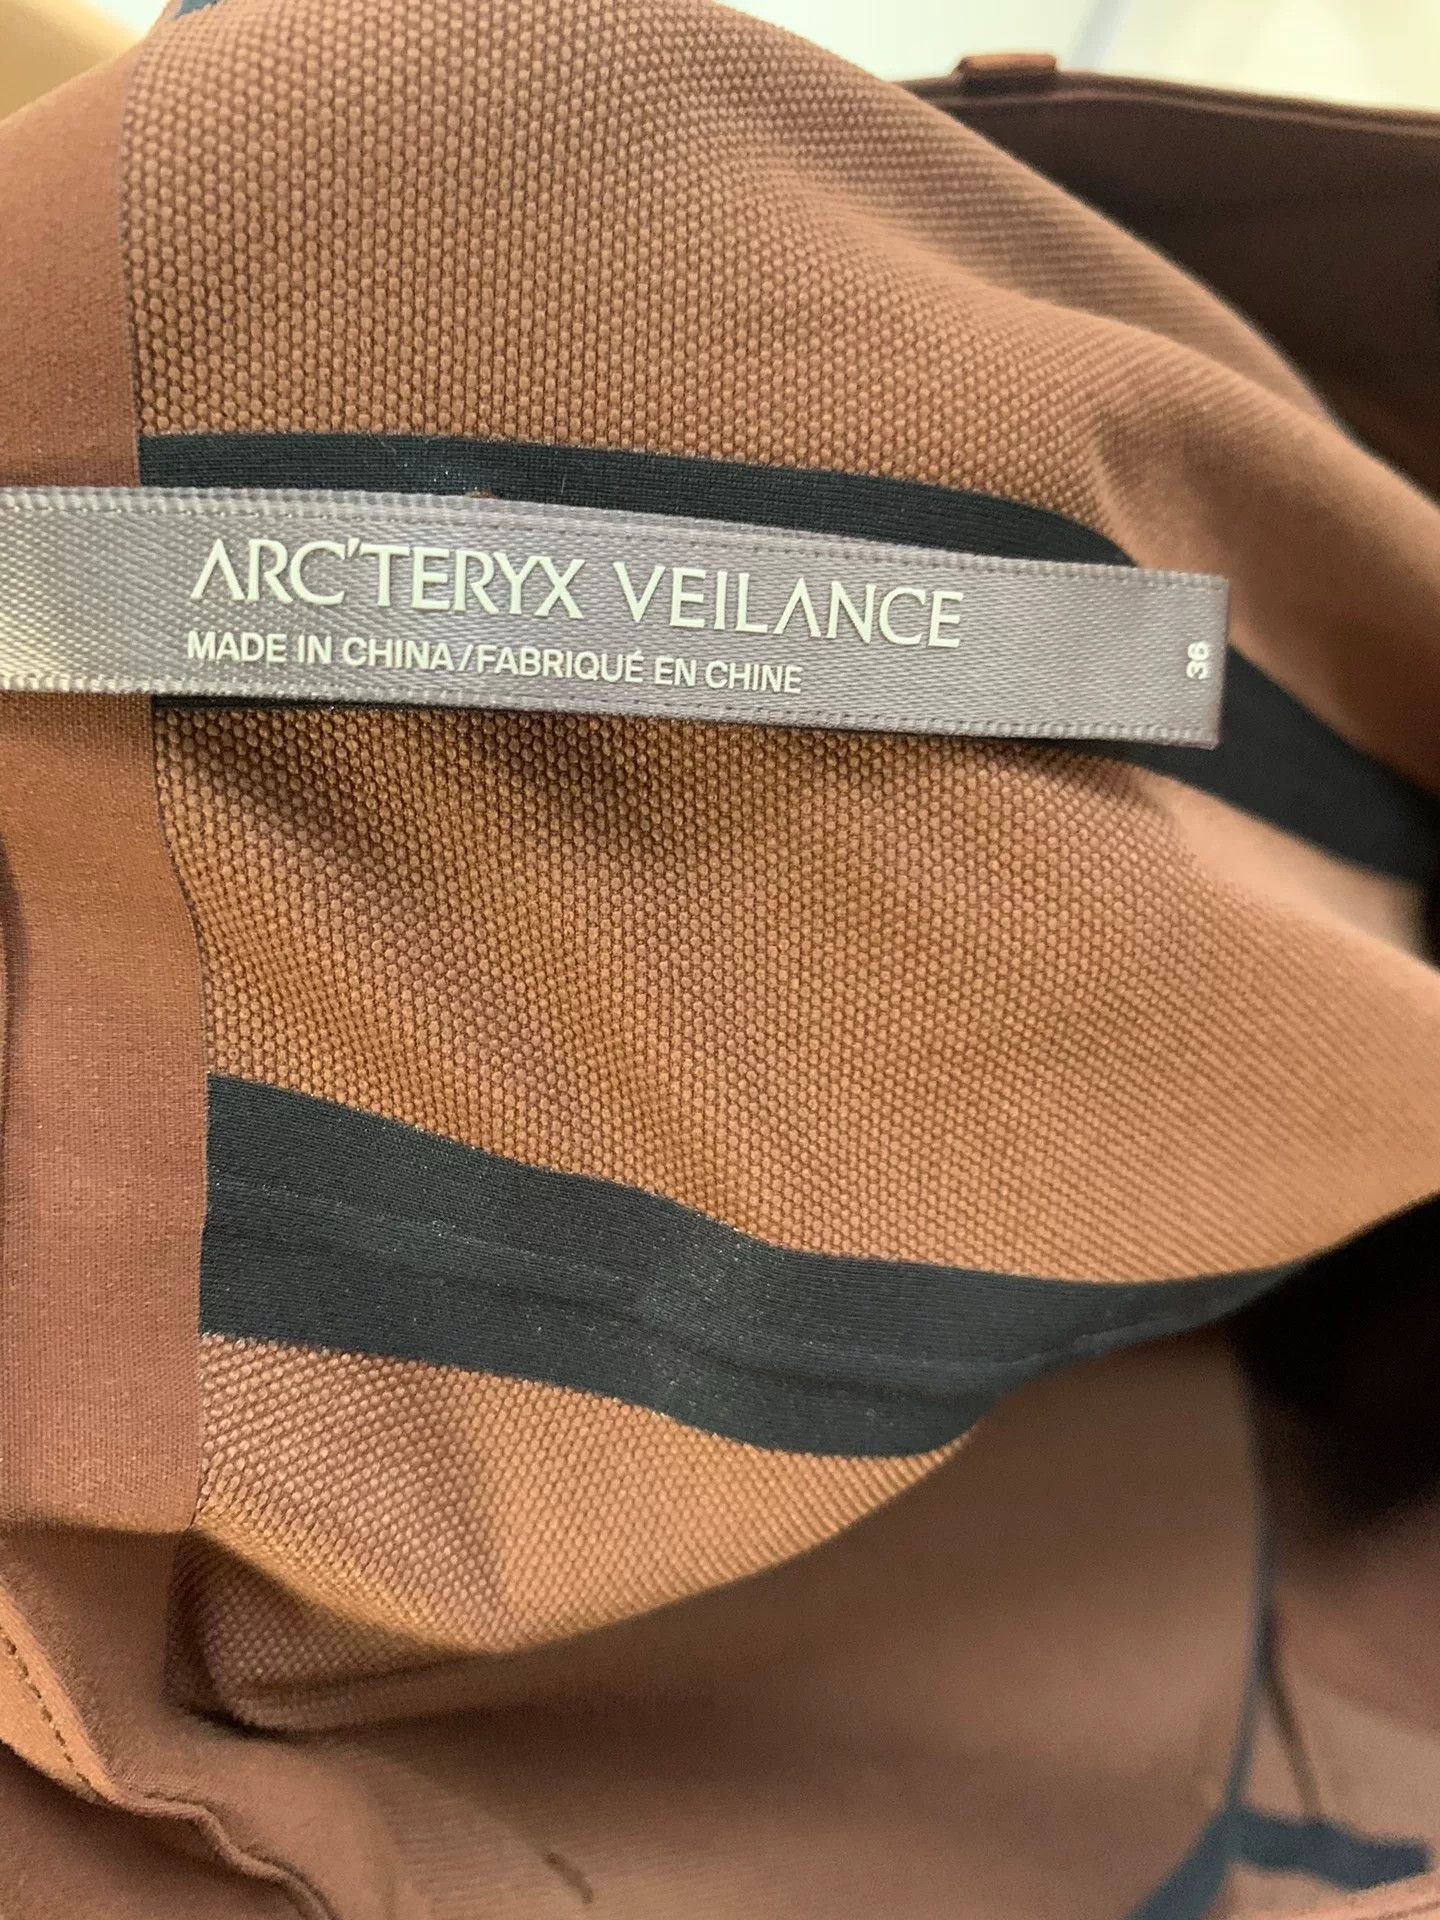 ARC'TERYX VEILANCE
MADE IN CHINA/FABRIQUÉ EN CHINE
36